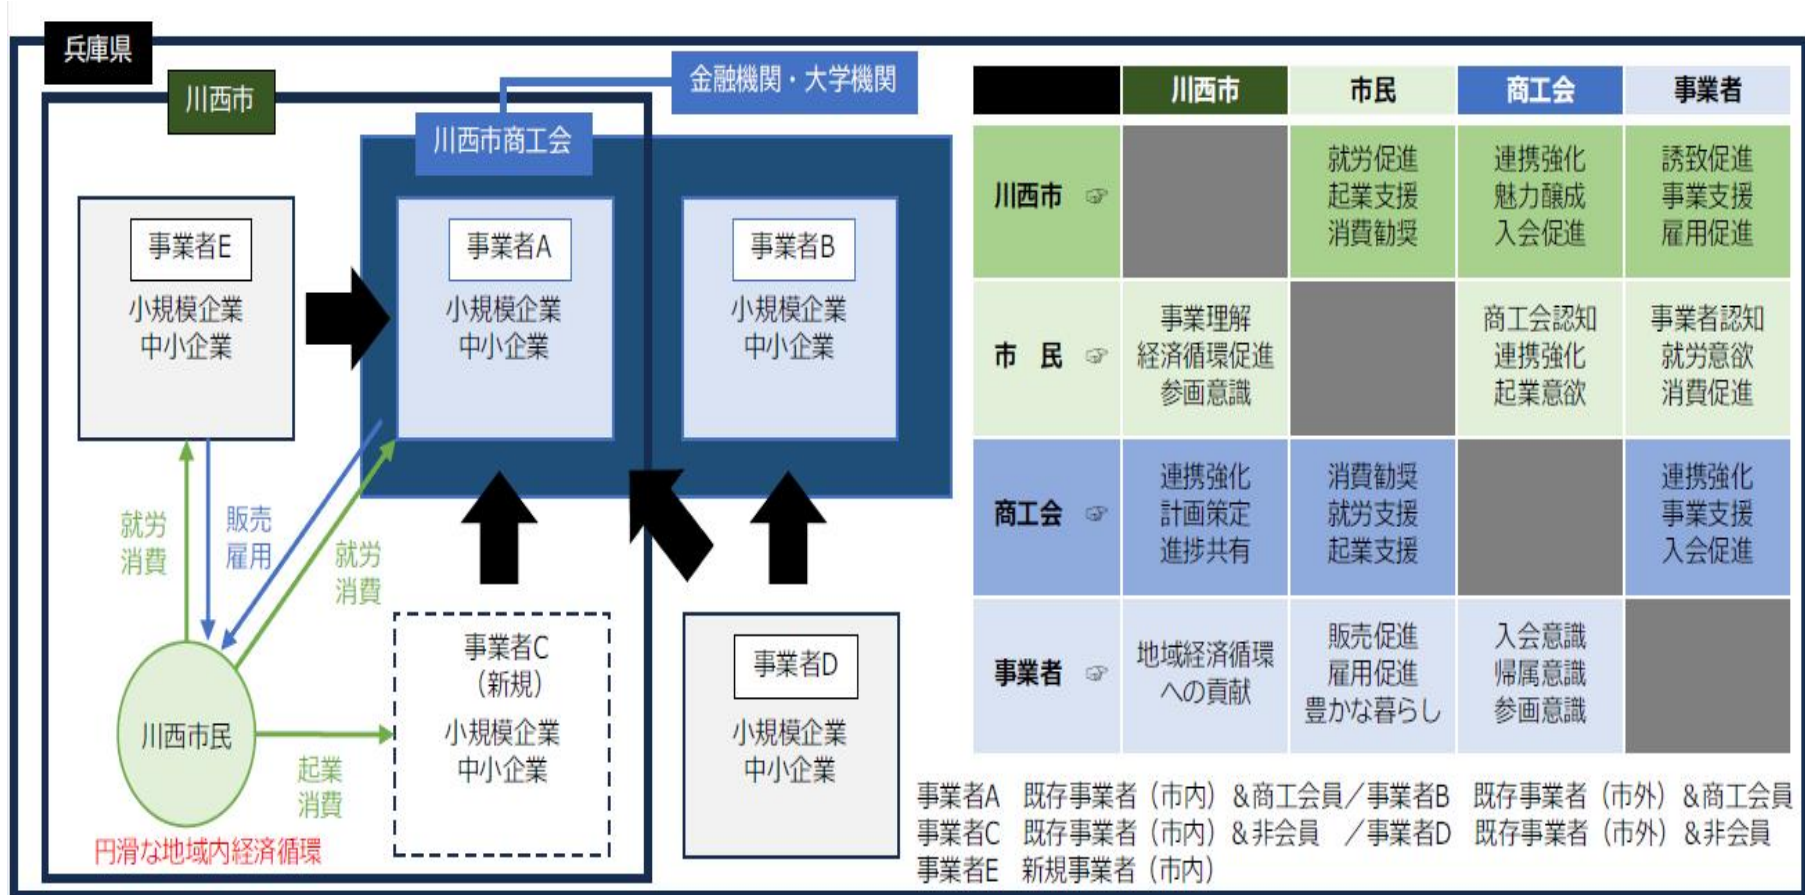 兵庫県
川西市
金融機関・大学機関
川西市商工会
事業者E
小規模企業
中小企業
事業者A
小規模企業
中小企業
事業者B
小規模企業
中小企業
就労
消費
販売
雇用
就労
消費
事業者C
（新規）
小規模企業
中小企業
事業者D
小規模企業
中小企業
川西市民
起業
消費
円滑な地域内経済循環
川西市 市民 商工会 事業者
川西市 ☞
就労促進
起業支援
消費勧奨
連携強化
魅力醸成
入会促進
誘致促進
事業支援
雇用促進
市　民 ☞
事業理解
経済循環促進
参画意識
商工会認知
連携強化
起業意欲
事業者認知
就労意欲
消費促進
商工会 ☞
連携強化
計画策定
進捗共有
消費勧奨
就労支援
起業支援
連携強化
事業支援
入会促進
事業者 ☞
地域経済循環
への貢献
販売促進
雇用促進
豊かな暮らし
入会意識
帰属意識
参画意識
事業者A　既存事業者（市内）&商工会員／事業者B　既存事業者（市外）&商工会員
事業者C　既存事業者（市内）&非会員　／事業者D　既存事業者（市外）&非会員
事業者E　新規事業者（市内）